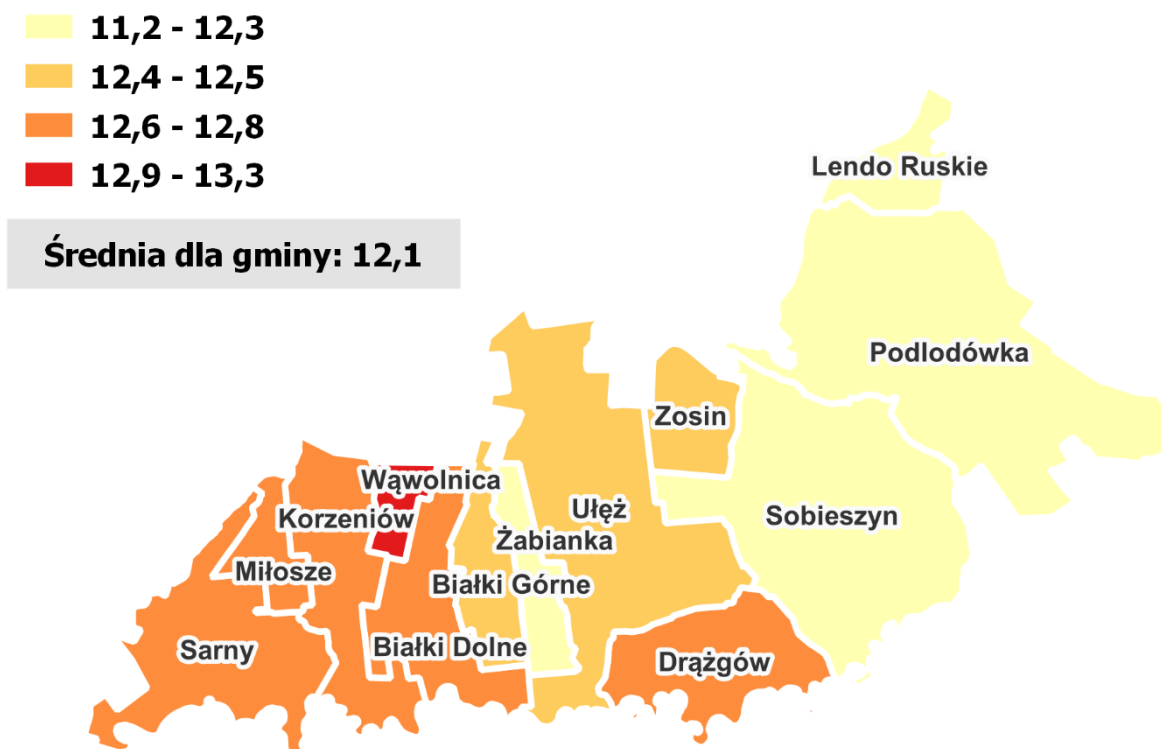 11,2 - 12,3
12,4 - 12,5
12,6 - 12,8
12,9 - 13,3
Średnia dla gminy: 12,1
Lendo Ruskie
Podlodówka
Zosin
Wąwolnica
Ułęż
Sobieszyn
Korzeniów
Żabianka
Miłosze
Białki Górne
Sarny
Białki Dolne
Drążgów